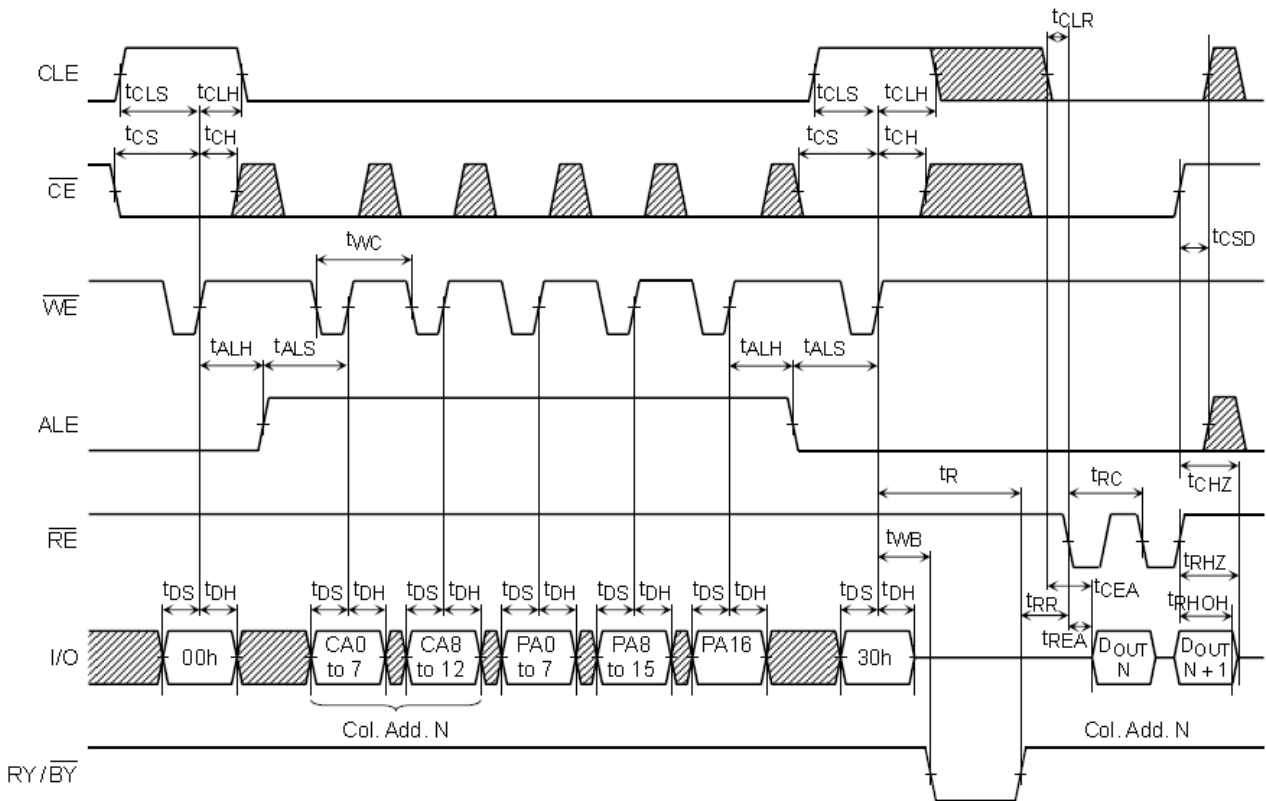 tCLR
CLE
tCLS tCLH tCLS tCLH
tCS tCH tCS tCH
CE
tWC tCSD
WE
tALH tALS tALH tALS
ALE
tR tRC tCHZ
RE
tWB
tDS tDH tDS tDH tDS tDH tDS tDH tDS tDH tDS tDH tDS tDH tCEA tRHZ
tRR tRHOH
tREA
I/O 00h CA0 to 7 CA8 to 12 PA0 to 7 PA8 to 15 PA16 30h DOUT N DOUT N + 1
Col. Add. N Col. Add. N
RY / BY